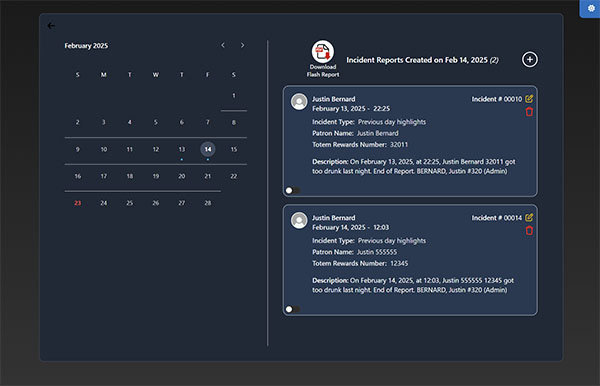 February 2025
S M T W T F S
1
2 3 4 5 6 7 8
9 10 11 12 13 14 15
16 17 18 19 20 21 22
23 24 25 26 27 28
Download
Flash Report
Incident Reports Created on Feb 14, 2025 (2)
Justin Bernard Incident # 00010
February 13, 2025 - 22:25
Incident Type: Previous day highlights
Patron Name: Justin Bernard
Totem Rewards Number: 32011
Description: On February 13, 2025, at 22:25, Justin Bernard 32011 got
too drunk last night. End of Report. BERNARD, Justin #320 (Admin)
Justin Bernard Incident # 00014
February 14, 2025 - 12:03
Incident Type: Previous day highlights
Patron Name: Justin 555555
Totem Rewards Number: 12345
Description: On February 14, 2025, at 12:03, Justin 555555 12345 got
too drunk last night. End of Report. BERNARD, Justin #320 (Admin)